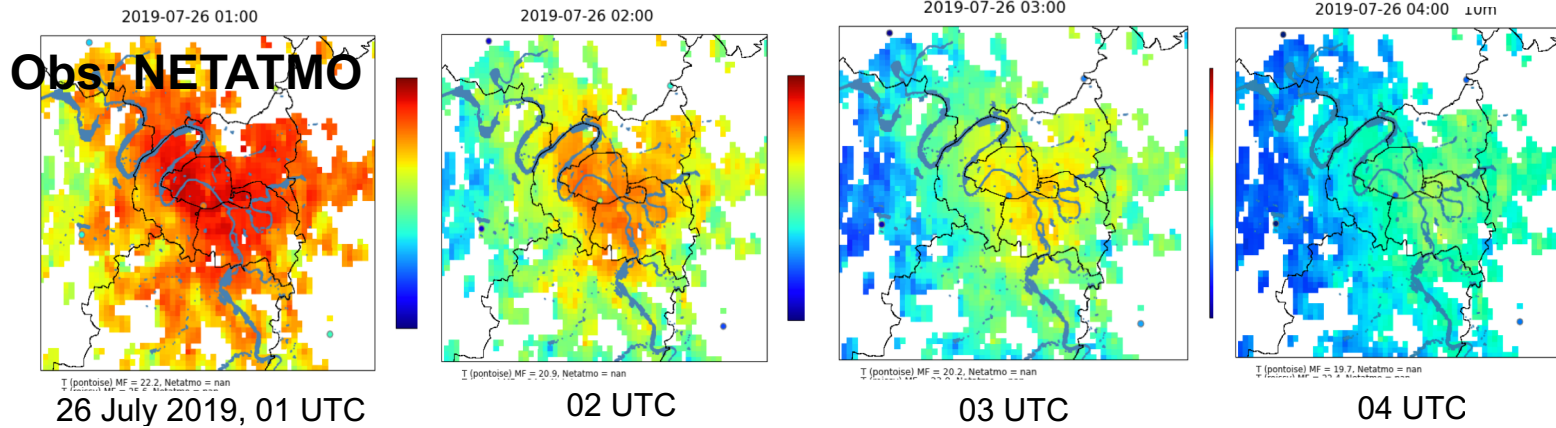 2019-07-26 01:00
2019-07-26 02:00
2019-07-26 03:00
2019-07-26 04:00 10m
Obs: NETATMO
T (pontoise) MF = 22.2, Netatmo = nan
T (pontoise) MF = 20.9, Netatmo = nan
T (pontoise) MF = 20.2, Netatmo = nan
T (pontoise) MF = 19.7, Netatmo = nan
26 July 2019, 01 UTC
02 UTC
03 UTC
04 UTC